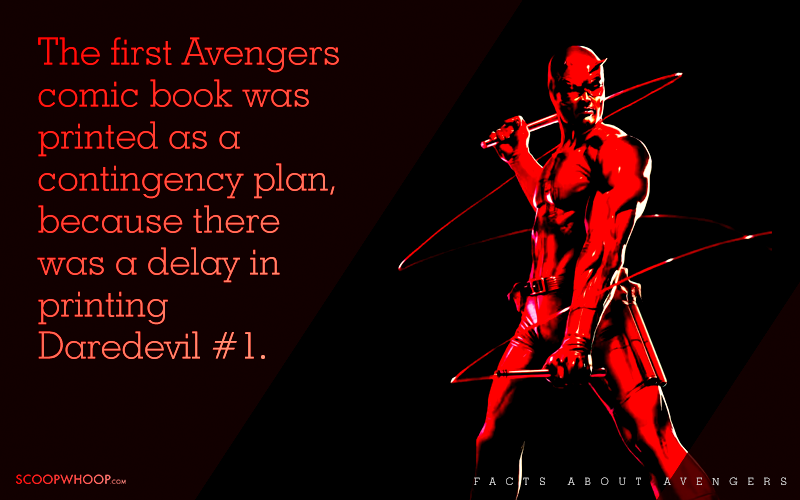 The first Avengers
comic book was
printed as a
contingency plan,
because there
was a delay in
printing
Daredevil #1.
SCOOPWHOOP.COM
FACTS ABOUT AVENGERS